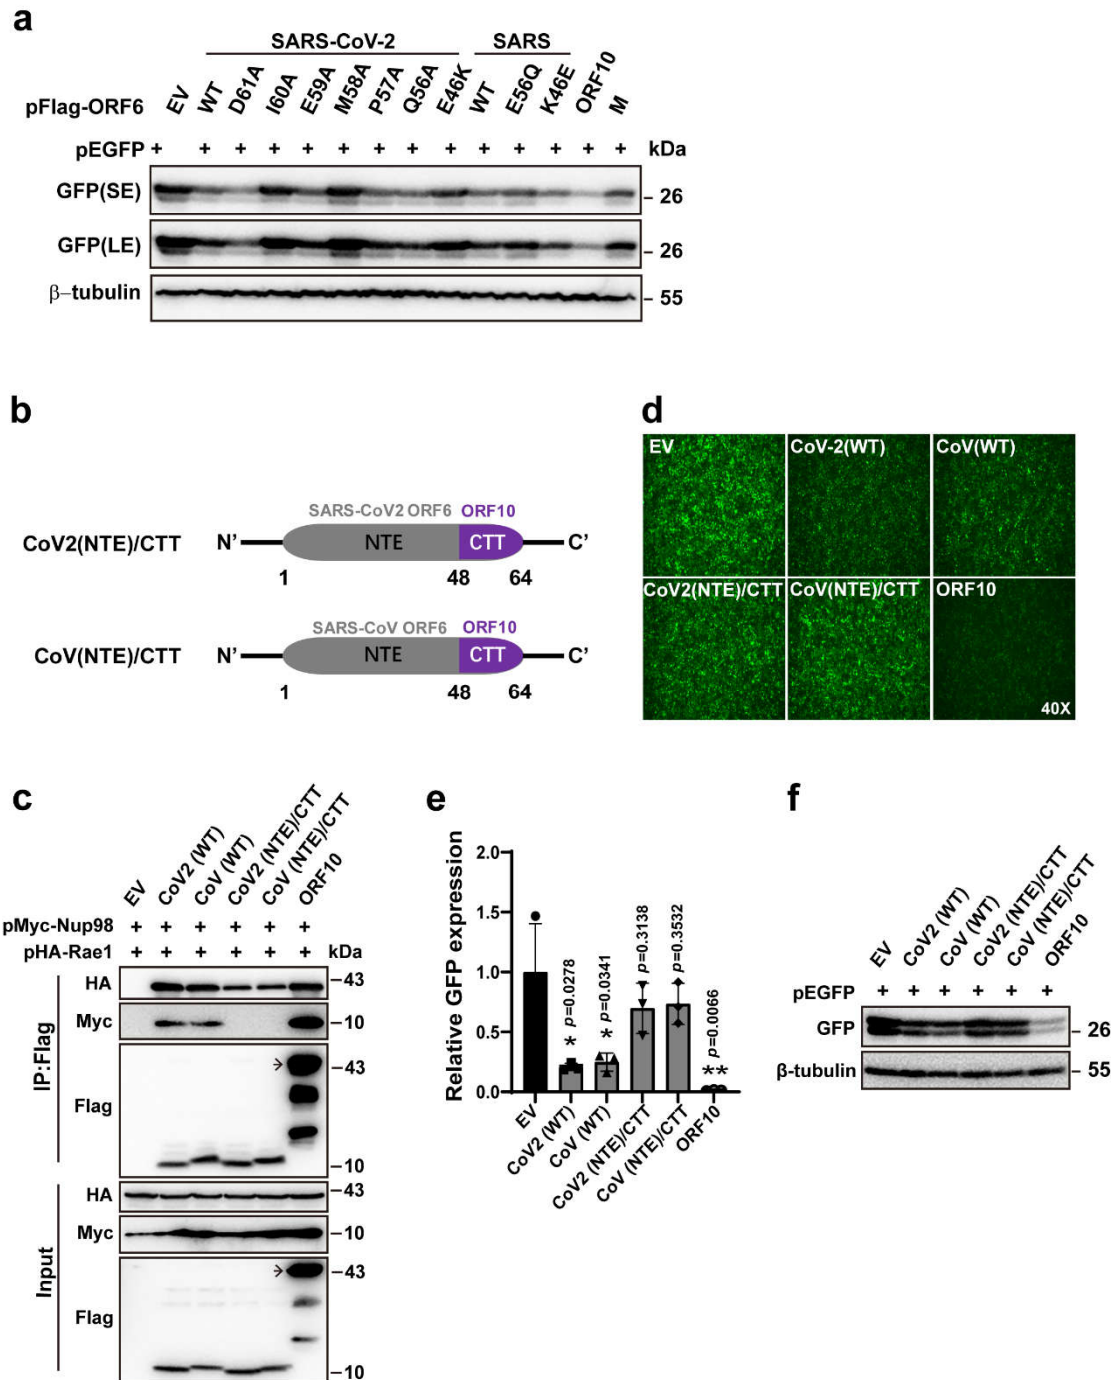 a
SARS-CoV-2 SARS
pFlag-ORF6 EV WT D61A I60A E59A M58A P57A Q56A E46K WT E56Q K46E ORF10 M
pEGFP + + + + + + + + + + + + + kDa
GFP(SE) - 26
GFP(LE) - 26
β-tubulin - 55
b
SARS-CoV2 ORF6 ORF10
CoV2(NTE)/CTT N' NTE CTT C'
1 48 64
SARS-CoV ORF6 ORF10
CoV(NTE)/CTT N' NTE CTT C'
1 48 64
d
EV CoV-2(WT) CoV(WT)
CoV2(NTE)/CTT CoV(NTE)/CTT ORF10
40X
c
EV CoV2 (WT) CoV (WT) CoV2 (NTE)/CTT CoV (NTE)/CTT ORF10
pMyc-Nup98 + + + + + +
pHA-Rae1 + + + + + + kDa
IP:Flag
HA -43
Myc -10
Flag -43
-10
Input
HA -43
Myc -10
Flag -43
-10
e
Relative GFP expression
2.0
1.5
1.0
0.5
0.0
* p=0.0278
* p=0.0341
p=0.3138
p=0.3532
** p=0.0066
EV CoV2 (WT) CoV (WT) CoV2 (NTE)/CTT CoV (NTE)/CTT ORF10
f
EV CoV2 (WT) CoV (WT) CoV2 (NTE)/CTT CoV (NTE)/CTT ORF10
pEGFP + + + + + +
GFP - 26
β-tubulin - 55